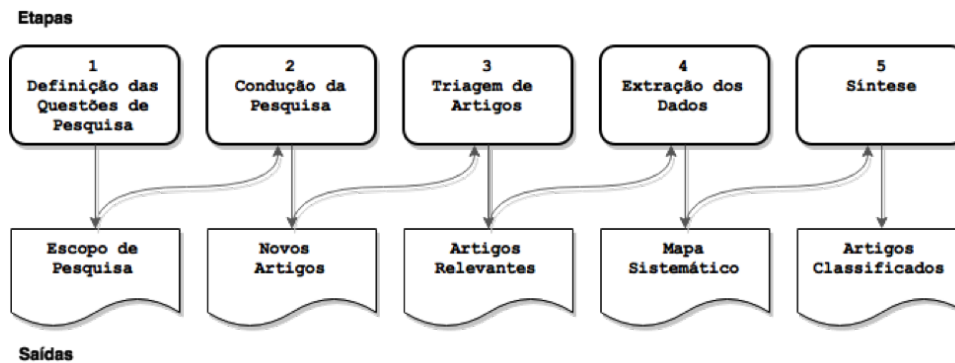 Etapas
1
Definição das
Questões de
Pesquisa
2
Condução da
Pesquisa
3
Triagem de
Artigos
4
Extração dos
Dados
5
Síntese
Escopo de
Pesquisa
Novos
Artigos
Artigos
Relevantes
Mapa
Sistemático
Artigos
Classificados
Saídas